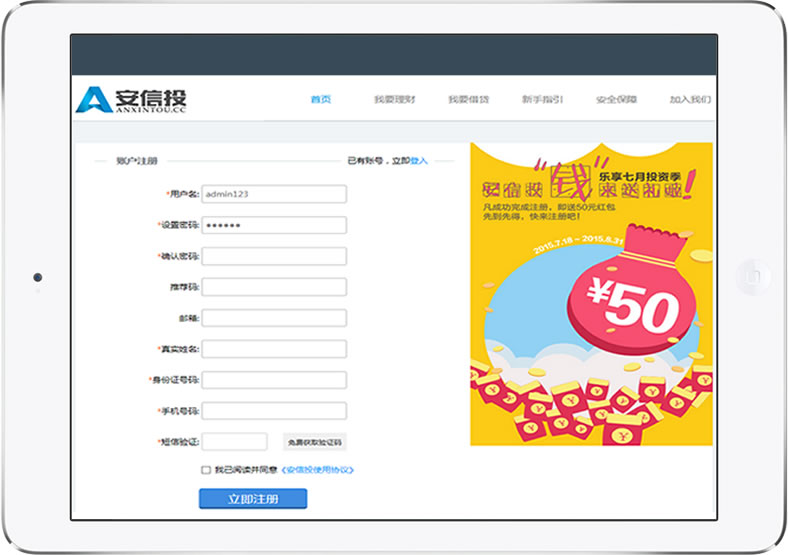 安信投
ANXINTOU.CC
首页 我要理财 我要借贷 新手指引 安全保障 加入我们
账户注册 已有账号，立即登入
*用户名: admin123
*设置密码: ••••••
*确认密码:
推荐码:
邮箱:
*真实姓名:
*身份证号码:
*手机号码:
*短信验证: 免费获取验证码
我已阅读并同意《安信投使用协议》
立即注册
乐享七月投资季
安信投“钱”来送礼啦!
凡成功完成注册，即送50元红包
先到先得，快来注册吧!
2015.7.18 – 2015.8.31
¥50